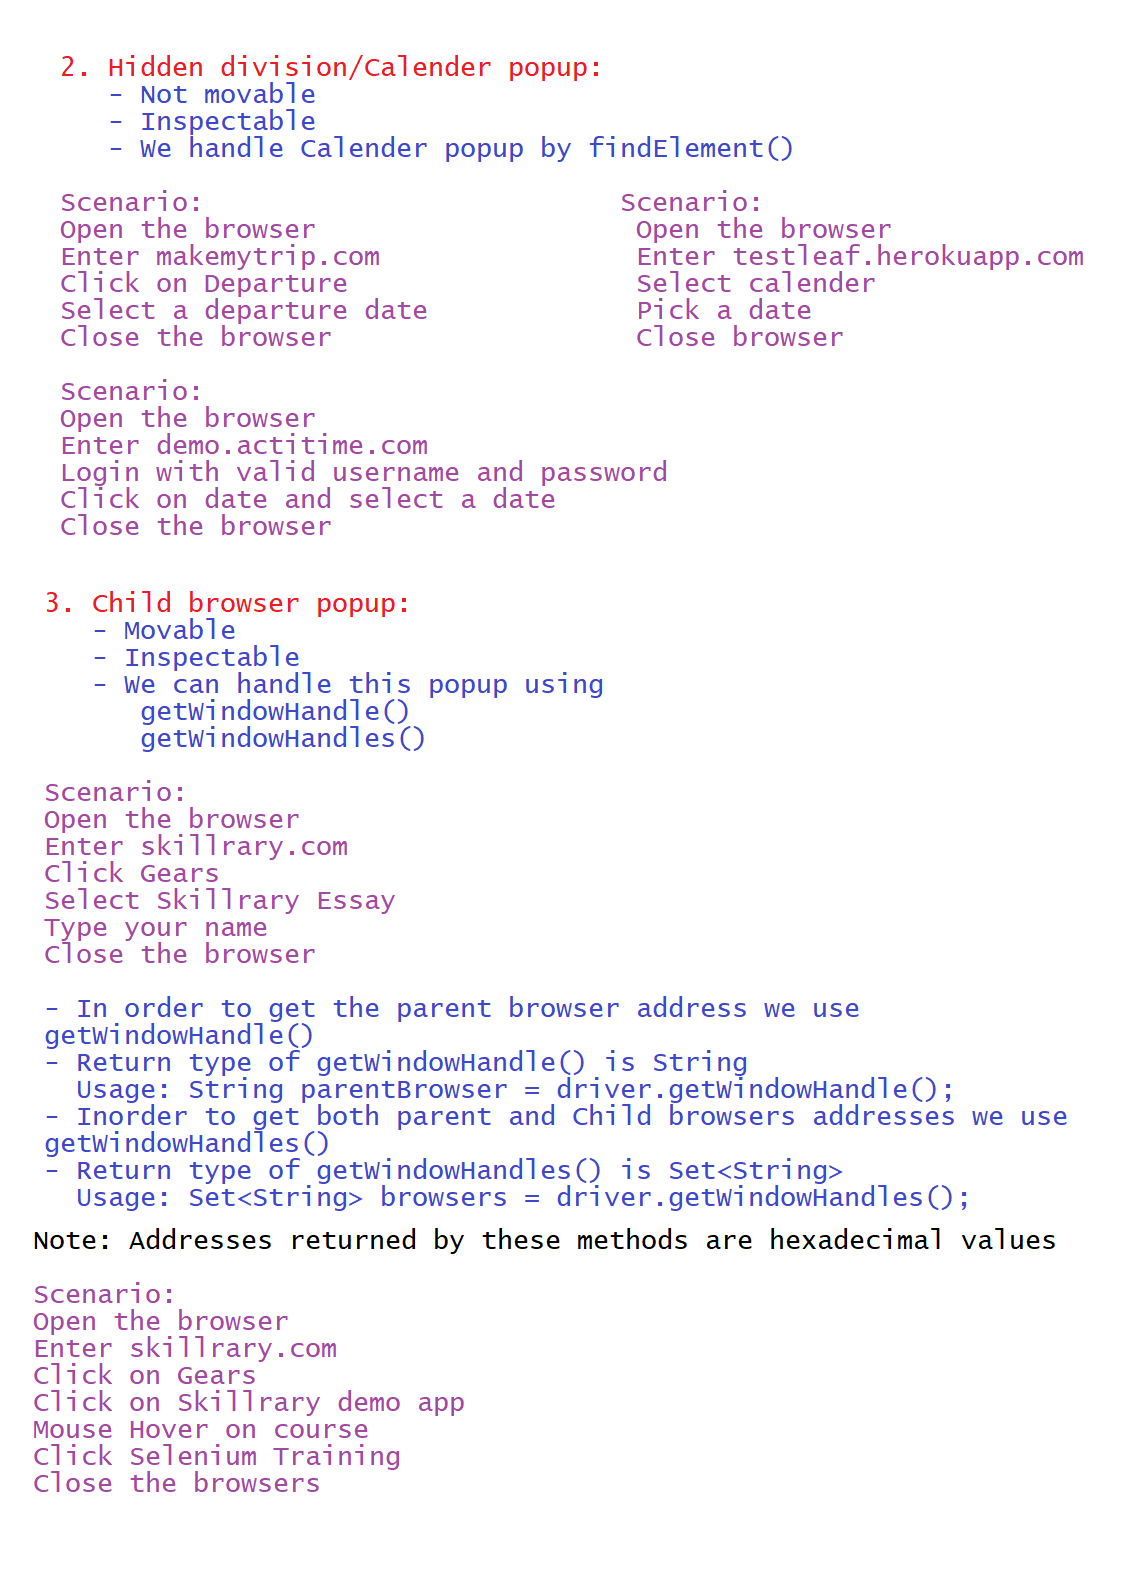 2. Hidden division/Calender popup:
- Not movable
- Inspectable
- We handle Calender popup by findElement()
Scenario:
Open the browser
Enter makemytrip.com
Click on Departure
Select a departure date
Close the browser
Scenario:
Open the browser
Enter testleaf.herokuapp.com
Select calender
Pick a date
Close browser
Scenario:
Open the browser
Enter demo.actitime.com
Login with valid username and password
Click on date and select a date
Close the browser
3. Child browser popup:
- Movable
- Inspectable
- We can handle this popup using
getWindowHandle()
getWindowHandles()
Scenario:
Open the browser
Enter skillrary.com
Click Gears
Select Skillrary Essay
Type your name
Close the browser
- In order to get the parent browser address we use
getWindowHandle()
- Return type of getWindowHandle() is String
Usage: String parentBrowser = driver.getWindowHandle();
- Inorder to get both parent and Child browsers addresses we use
getWindowHandles()
- Return type of getWindowHandles() is Set<String>
Usage: Set<String> browsers = driver.getWindowHandles();
Note: Addresses returned by these methods are hexadecimal values
Scenario:
Open the browser
Enter skillrary.com
Click on Gears
Click on Skillrary demo app
Mouse Hover on course
Click Selenium Training
Close the browsers